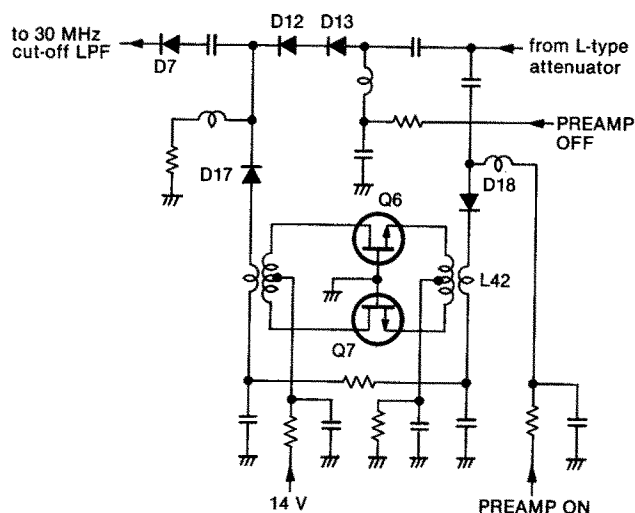 to 30 MHz
cut-off LPF
D7
D12
D13
from L-type
attenuator
PREAMP
OFF
D17
D18
Q6
L42
Q7
14 V
PREAMP ON